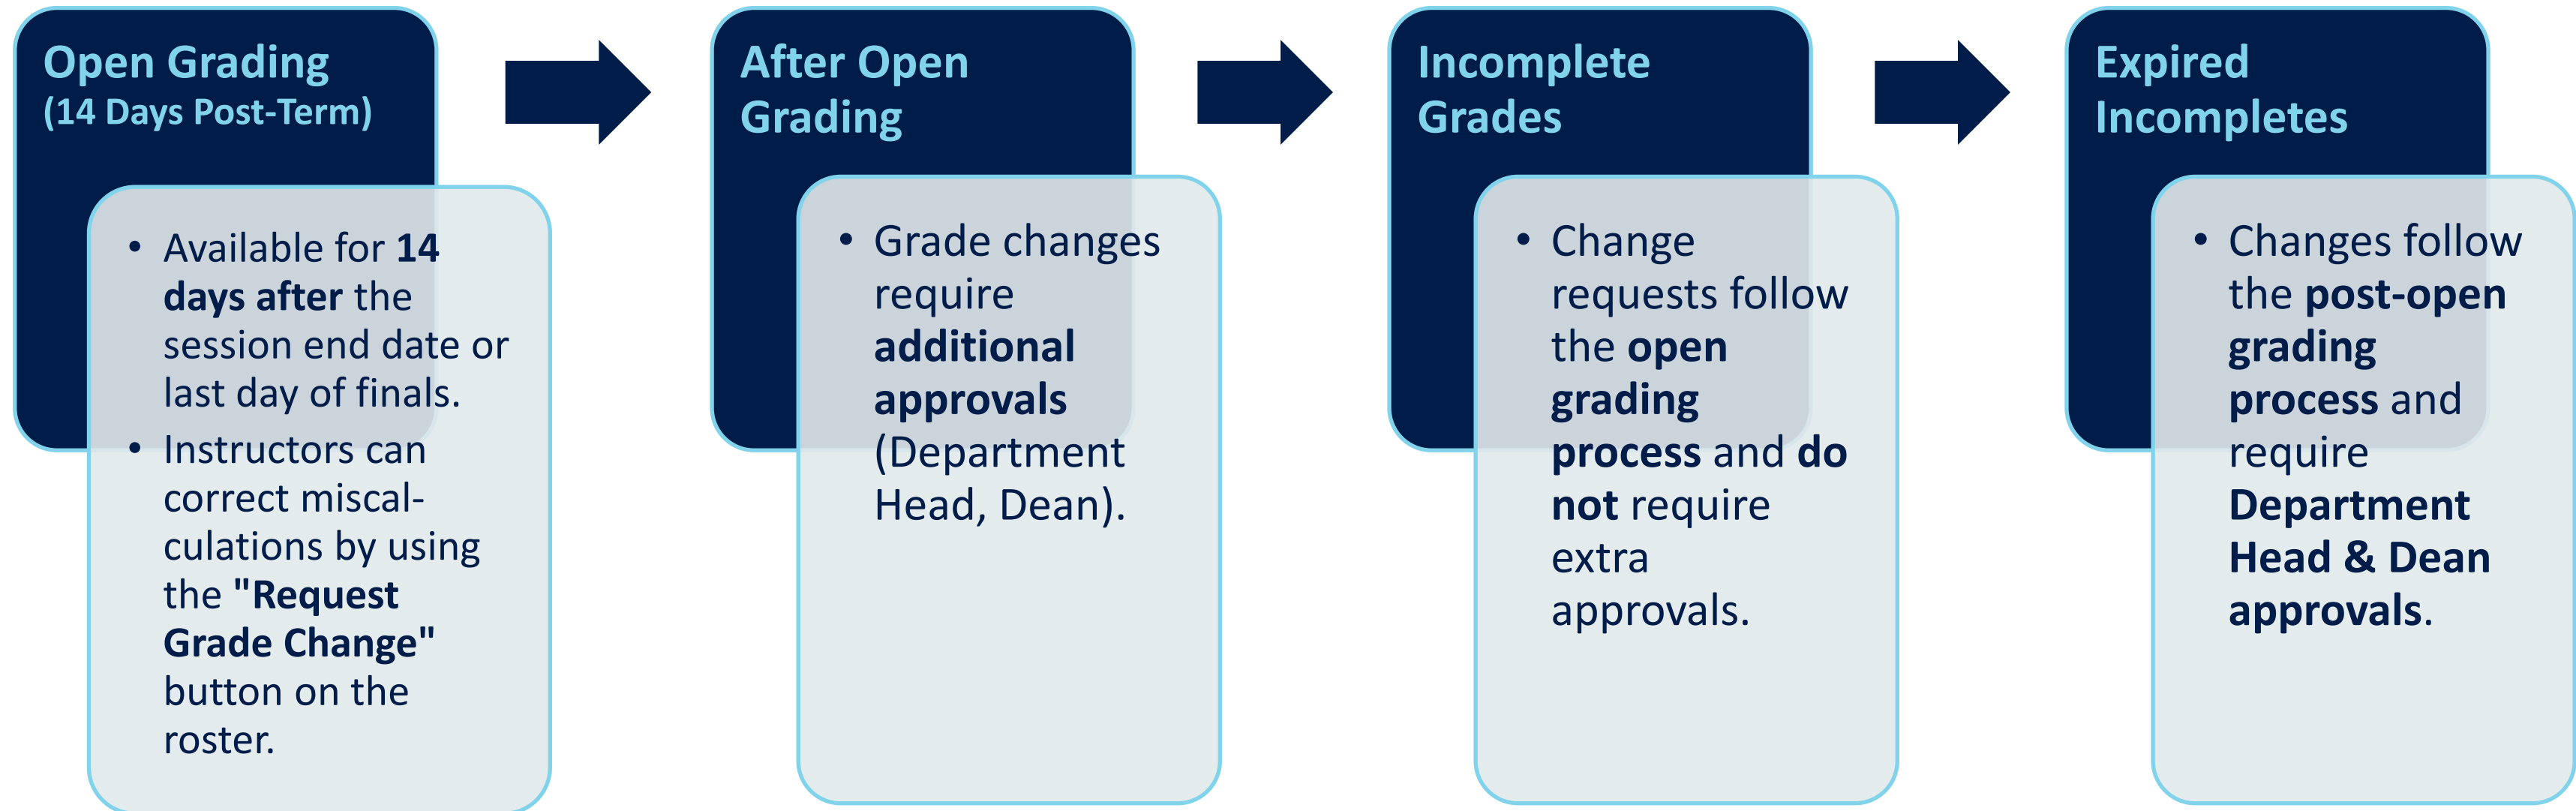 Open Grading
(14 Days Post-Term)
• Available for 14
days after the
session end date or
last day of finals.
• Instructors can
correct miscal-
culations by using
the "Request
Grade Change"
button on the
roster.
After Open
Grading
• Grade changes
require
additional
approvals
(Department
Head, Dean).
Incomplete
Grades
• Change
requests follow
the open
grading
process and do
not require
extra
approvals.
Expired
Incompletes
• Changes follow
the post-open
grading
process and
require
Department
Head & Dean
approvals.